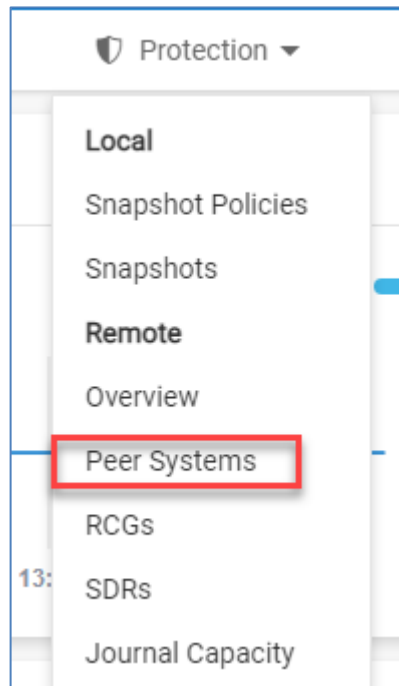 Protection
Local
Snapshot Policies
Snapshots
Remote
Overview
Peer Systems
RCGs
13:
SDRs
Journal Capacity